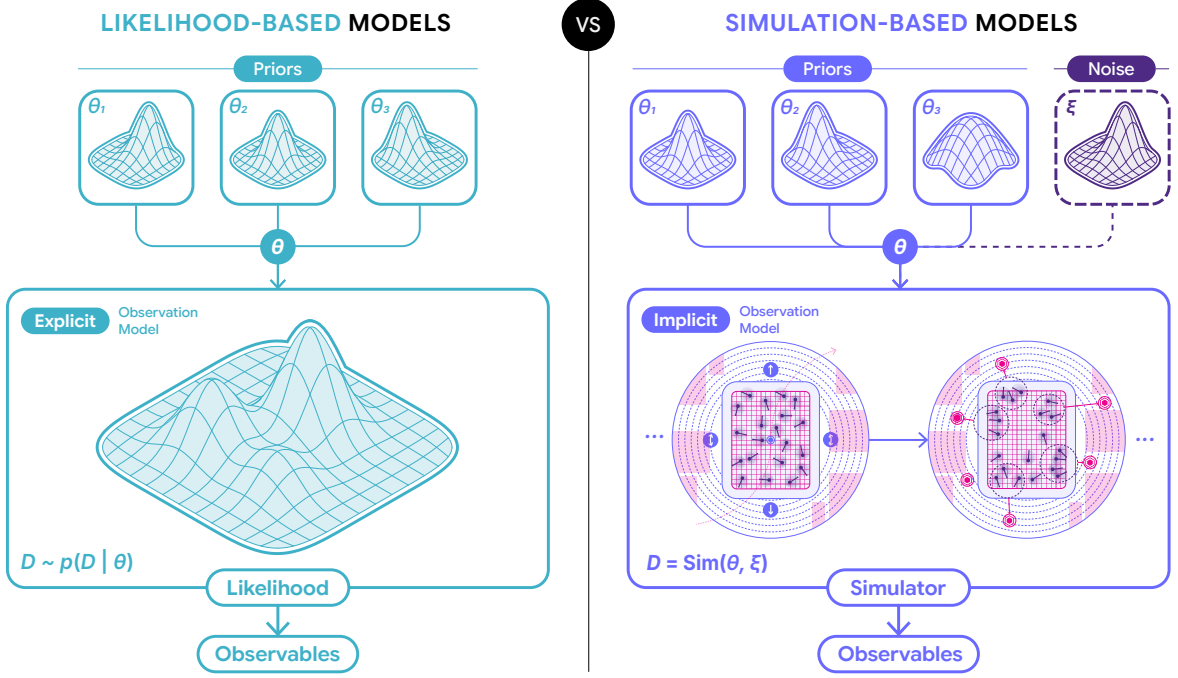 LIKELIHOOD-BASED MODELS
VS
SIMULATION-BASED MODELS
Priors
θ1
θ2
θ3
θ
Explicit
Observation
Model
D ~ p(D | θ)
Likelihood
Observables
Priors
Noise
θ1
θ2
θ3
ξ
θ
Implicit
Observation
Model
...
...
D = Sim(θ, ξ)
Simulator
Observables